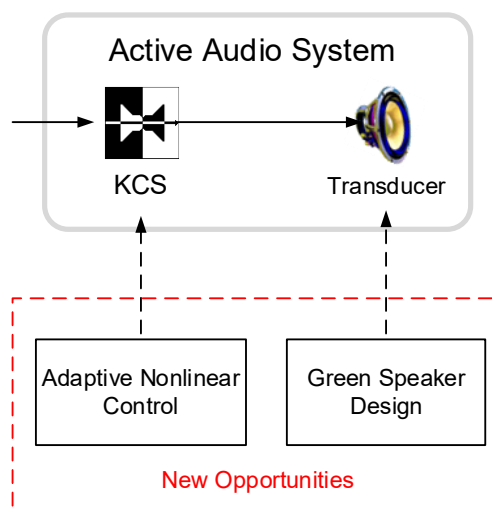 Active Audio System
KCS
Transducer
Adaptive Nonlinear
Control
Green Speaker
Design
New Opportunities